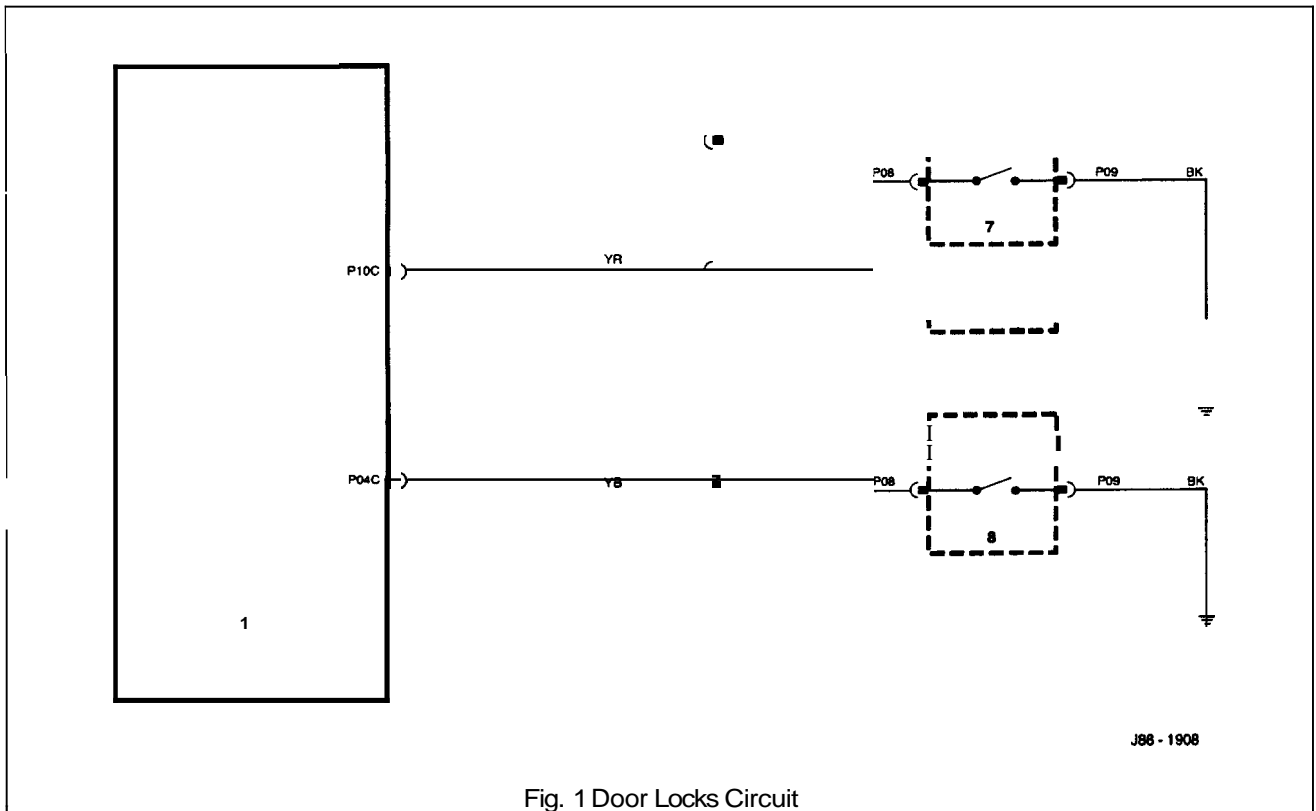 P08 P09 BK
7
P10C YR
P04C YB P08 P09 BK
8
1
J86 - 1908
Fig. 1 Door Locks Circuit